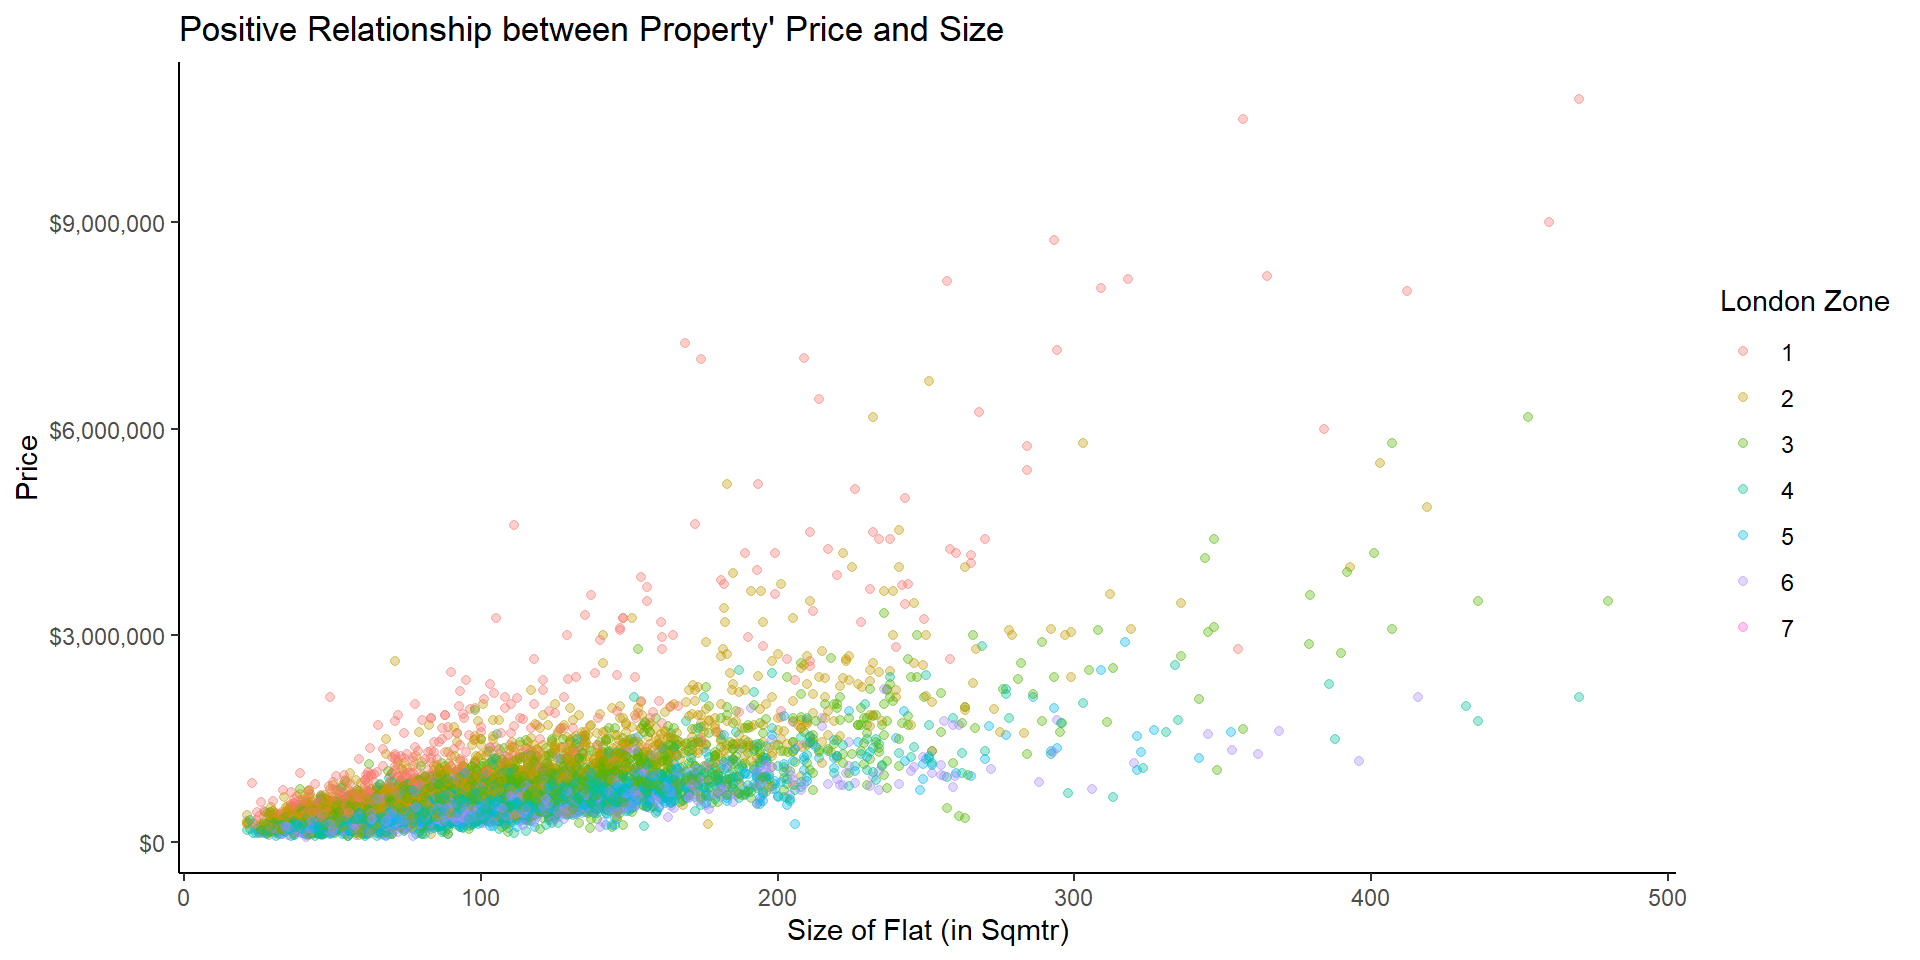 Positive Relationship between Property' Price and Size
$9,000,000
$6,000,000
$3,000,000
$0
Price
0 100 200 300 400 500
Size of Flat (in Sqmtr)
London Zone
1
2
3
4
5
6
7